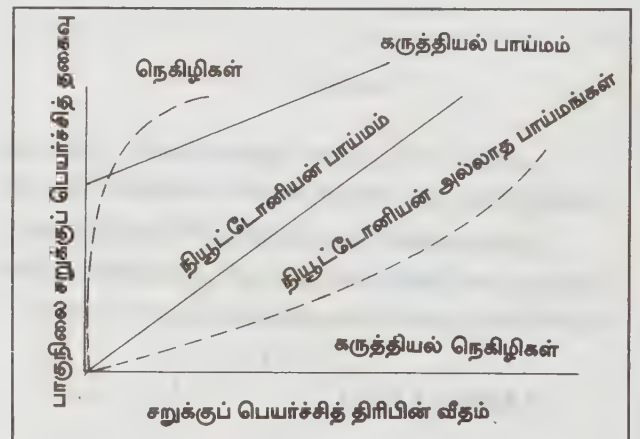 கருத்தியல் பாய்மம்
நெகிழிகள்
பாகுநிலை சறுக்குப் பெயர்ச்சித் தகைவு
நியூட்டோனியன் பாய்மம்
நியூட்டோனியன் அல்லாத பாய்மங்கள்
கருத்தியல் நெகிழிகள்
சறுக்குப் பெயர்ச்சித் திரிபின் வீதம்